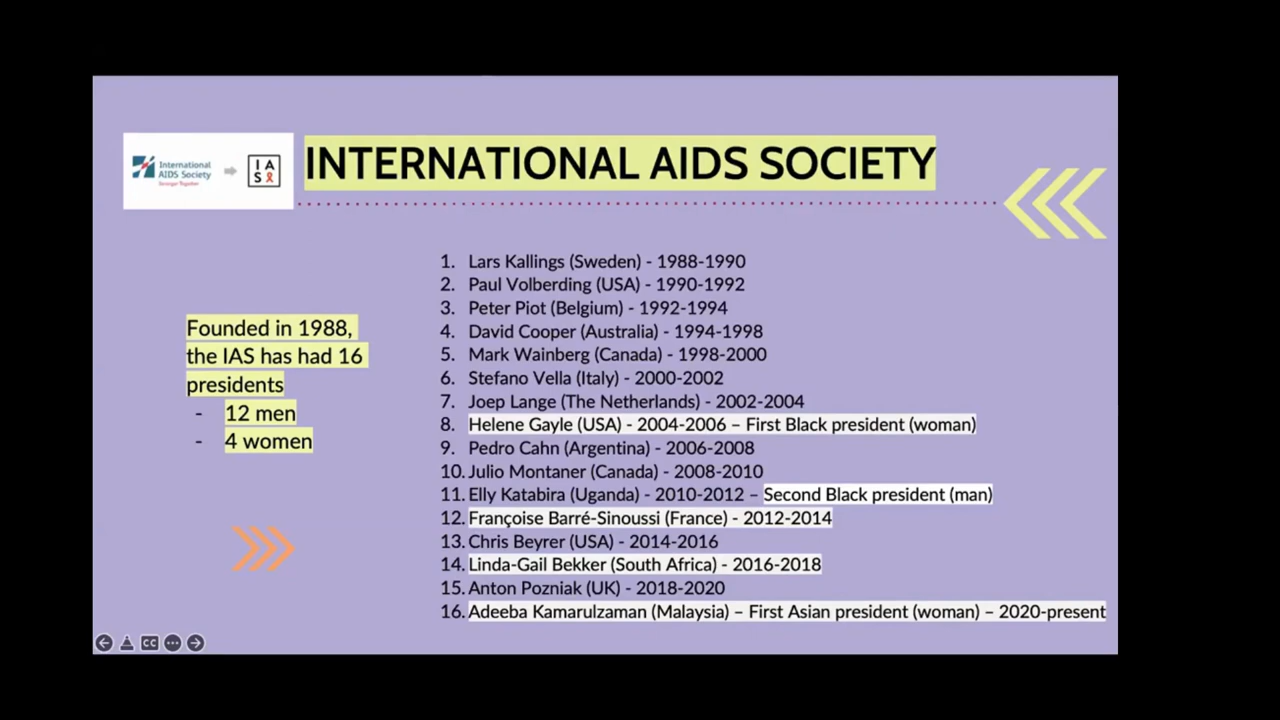 International
AIDS Society
Stronger Together
I A
S
INTERNATIONAL AIDS SOCIETY
Founded in 1988,
the IAS has had 16
presidents
- 12 men
- 4 women
1. Lars Kallings (Sweden) - 1988-1990
2. Paul Volberding (USA) - 1990-1992
3. Peter Piot (Belgium) - 1992-1994
4. David Cooper (Australia) - 1994-1998
5. Mark Wainberg (Canada) - 1998-2000
6. Stefano Vella (Italy) - 2000-2002
7. Joep Lange (The Netherlands) - 2002-2004
8. Helene Gayle (USA) - 2004-2006 – First Black president (woman)
9. Pedro Cahn (Argentina) - 2006-2008
10. Julio Montaner (Canada) - 2008-2010
11. Elly Katabira (Uganda) - 2010-2012 – Second Black president (man)
12. Françoise Barré-Sinoussi (France) - 2012-2014
13. Chris Beyrer (USA) - 2014-2016
14. Linda-Gail Bekker (South Africa) - 2016-2018
15. Anton Pozniak (UK) - 2018-2020
16. Adeeba Kamarulzaman (Malaysia) – First Asian president (woman) – 2020-present
CC